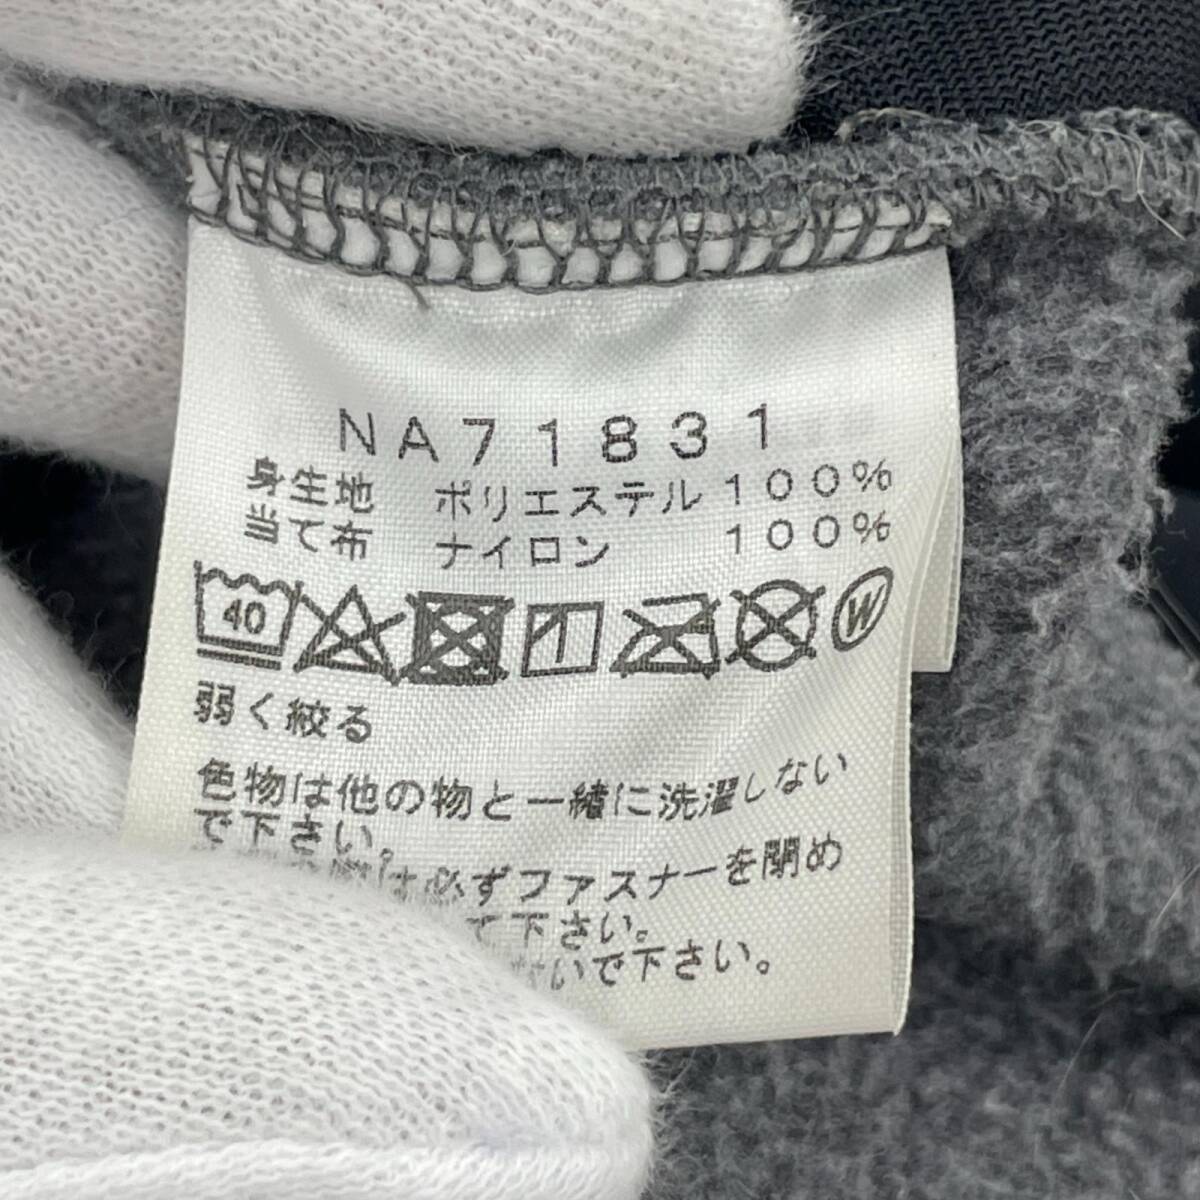 NA71831
身生地 ポリエステル100%
当て布 ナイロン 100%
40 W
弱く絞る
色物は他の物と一緒に洗濯しない
で下さい。
は必ずファスナーを閉め
て下さい。
ないで下さい。